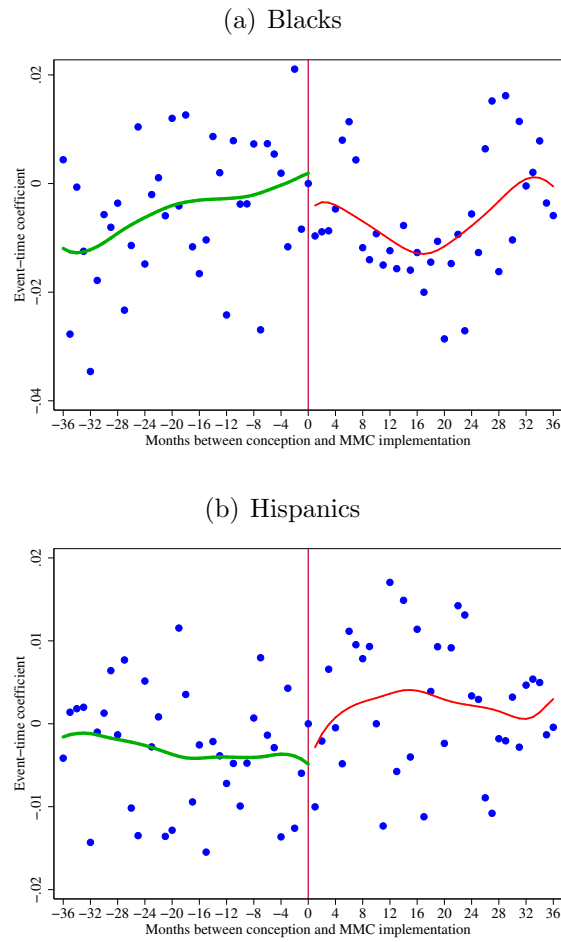 (a) Blacks
Event−time coefficient
.02
0
−.02
−.04
−36 −32 −28 −24 −20 −16 −12 −8 −4 0 4 8 12 16 20 24 28 32 36
Months between conception and MMC implementation
(b) Hispanics
Event−time coefficient
.02
.01
0
−.01
−.02
−36 −32 −28 −24 −20 −16 −12 −8 −4 0 4 8 12 16 20 24 28 32 36
Months between conception and MMC implementation